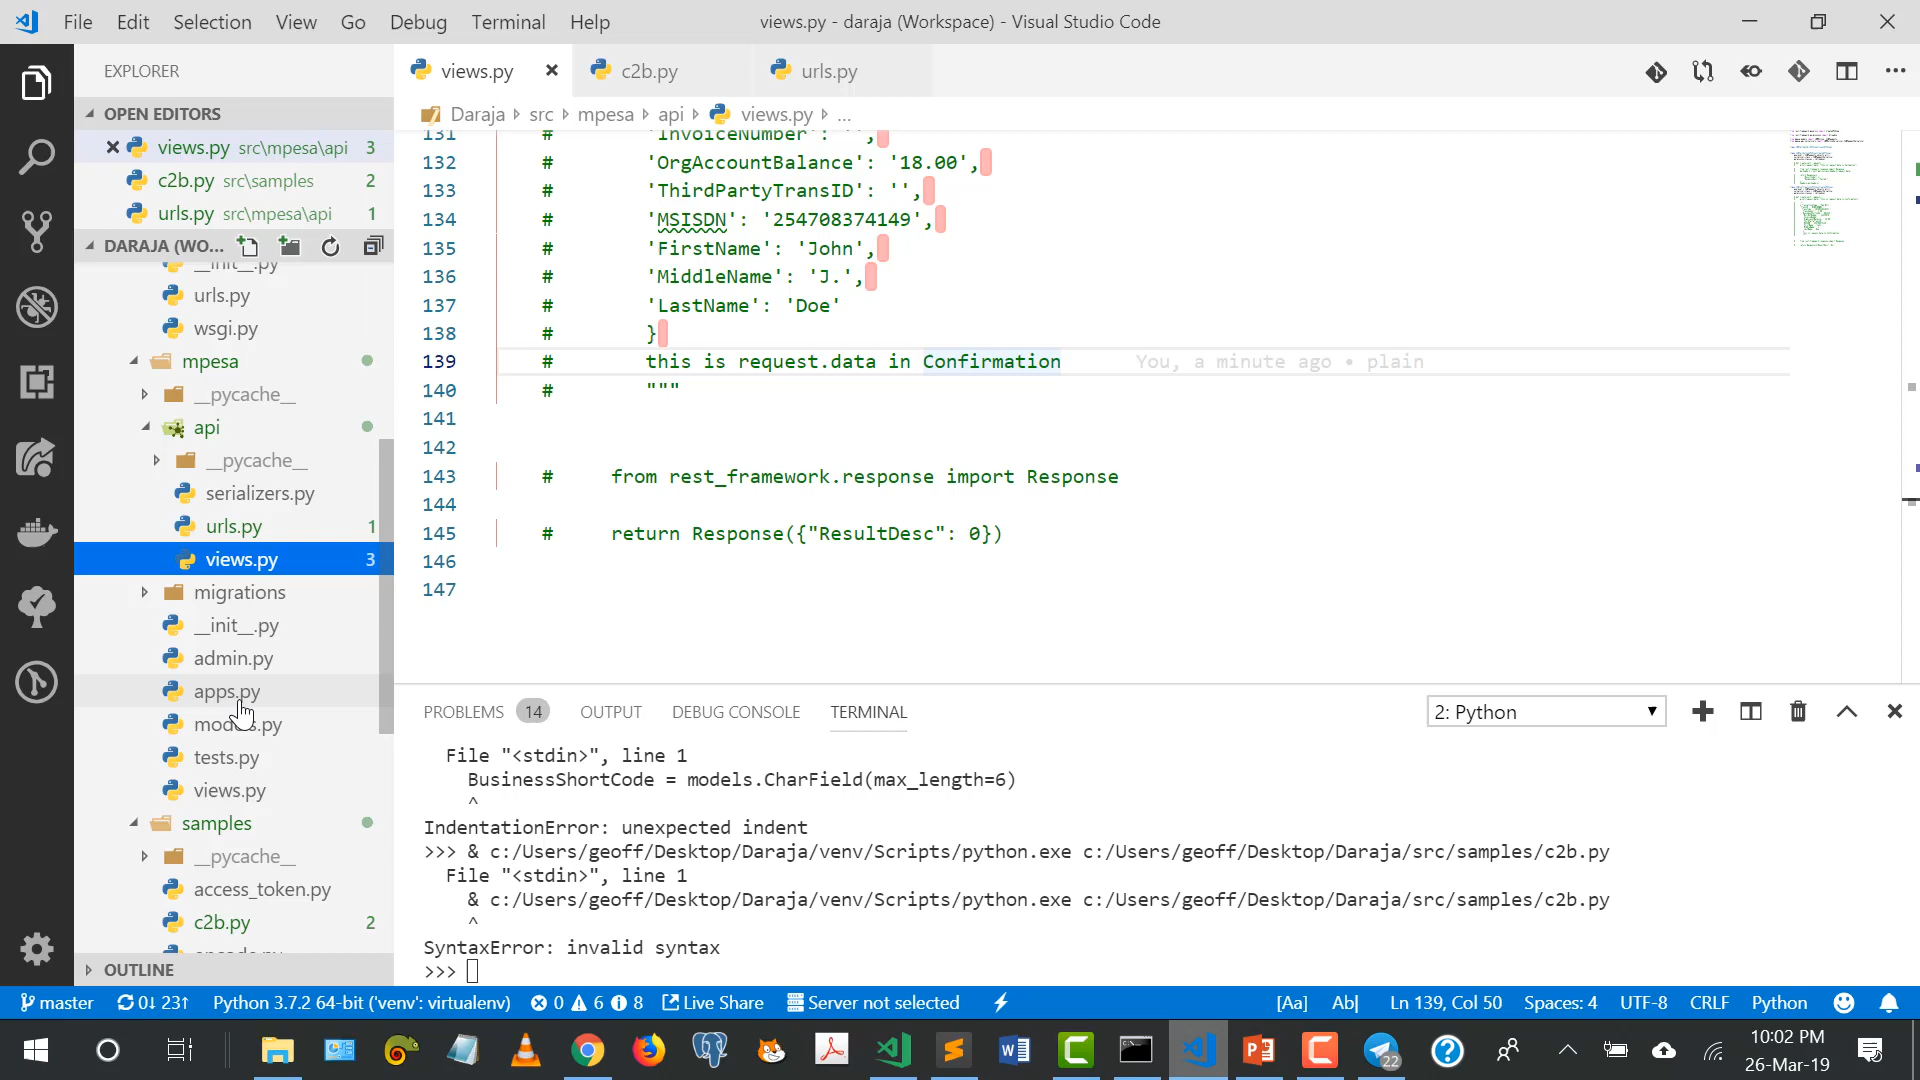 File Edit Selection View Go Debug Terminal Help
views.py - daraja (Workspace) - Visual Studio Code
EXPLORER
OPEN EDITORS
views.py src\mpesa\api 3
c2b.py src\samples 2
urls.py src\mpesa\api 1
DARAJA (WO...
__init__.py
urls.py
wsgi.py
mpesa
__pycache__
api
__pycache__
serializers.py
urls.py 1
views.py 3
migrations
__init__.py
admin.py
apps.py
models.py
tests.py
views.py
samples
__pycache__
access_token.py
c2b.py 2
OUTLINE
views.py
c2b.py
urls.py
Daraja src mpesa api views.py ...
131 # 'InvoiceNumber': '',
132 # 'OrgAccountBalance': '18.00',
133 # 'ThirdPartyTransID': '',
134 # 'MSISDN': '254708374149',
135 # 'FirstName': 'John',
136 # 'MiddleName': 'J.',
137 # 'LastName': 'Doe'
138 # }
139 # this is request.data in Confirmation You, a minute ago • plain
140 # """
141
142
143 # from rest_framework.response import Response
144
145 # return Response({"ResultDesc": 0})
146
147
PROBLEMS 14 OUTPUT DEBUG CONSOLE TERMINAL
2: Python
File "<stdin>", line 1
BusinessShortCode = models.CharField(max_length=6)
^
IndentationError: unexpected indent
>>> & c:/Users/geoff/Desktop/Daraja/venv/Scripts/python.exe c:/Users/geoff/Desktop/Daraja/src/samples/c2b.py
File "<stdin>", line 1
& c:/Users/geoff/Desktop/Daraja/venv/Scripts/python.exe c:/Users/geoff/Desktop/Daraja/src/samples/c2b.py
^
SyntaxError: invalid syntax
>>>
master 0↓ 23↑ Python 3.7.2 64-bit ('venv': virtualenv) 0 6 8 Live Share Server not selected
[Aa] Ab| Ln 139, Col 50 Spaces: 4 UTF-8 CRLF Python
22
10:02 PM
26-Mar-19